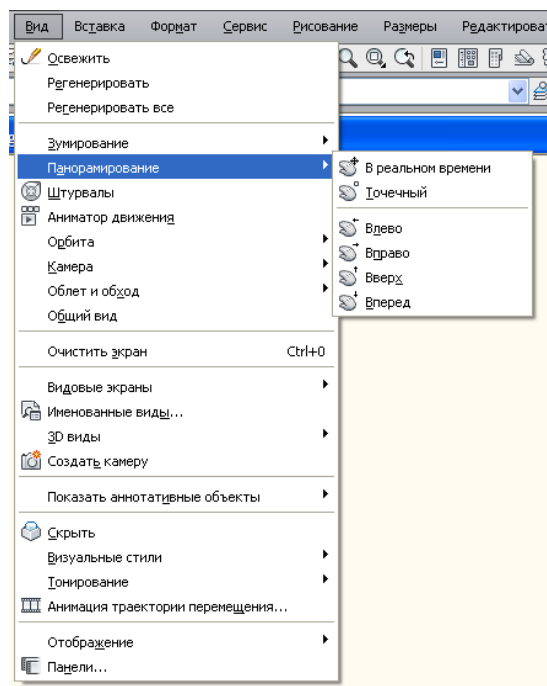 Вид Вставка Формат Сервис Рисование Размеры Редактироват
Освежить
Регенерировать
Регенерировать все
Зумирование
Панорамирование
В реальном времени
Штурвалы
Точечный
Аниматор движения
Орбита
Влево
Камера
Вправо
Облет и обход
Вверх
Общий вид
Вперед
Очистить экран Ctrl+0
Видовые экраны
Именованные виды...
3D виды
Создать камеру
Показать аннотативные объекты
Скрыть
Визуальные стили
Тонирование
Анимация траектории перемещения...
Отображение
Панели...